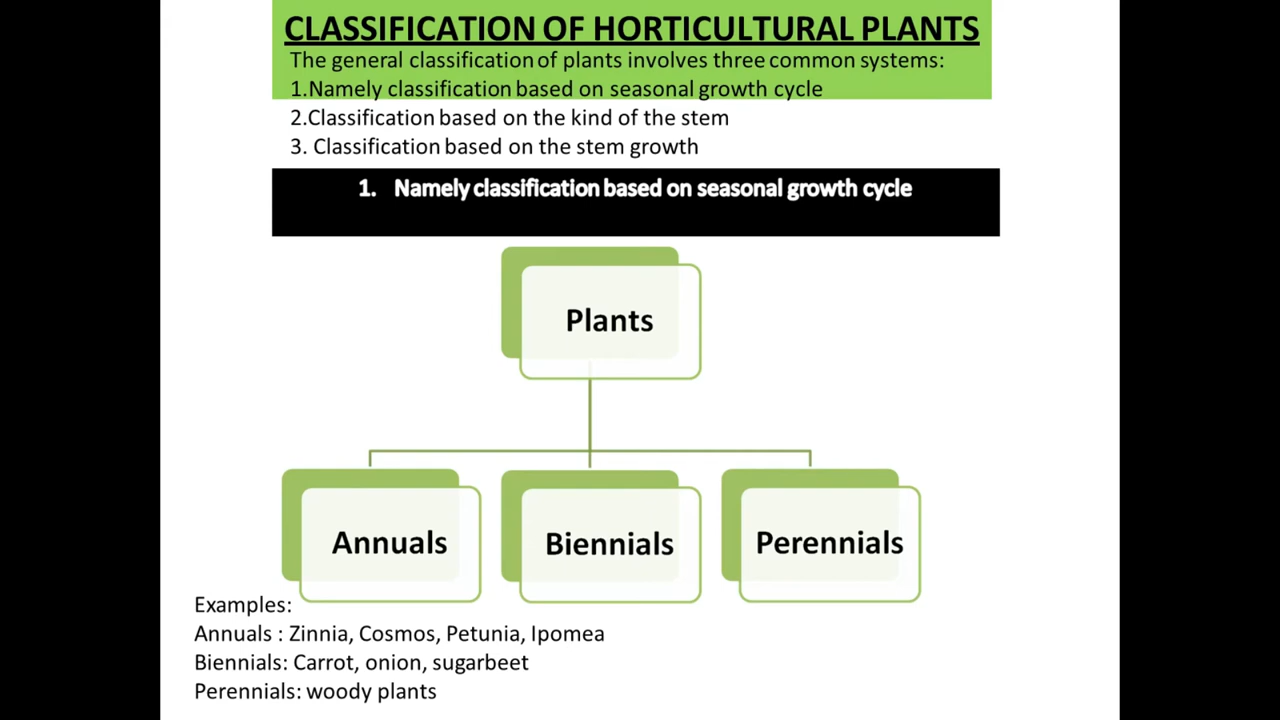 CLASSIFICATION OF HORTICULTURAL PLANTS
The general classification of plants involves three common systems:
1.Namely classification based on seasonal growth cycle
2.Classification based on the kind of the stem
3. Classification based on the stem growth
1. Namely classification based on seasonal growth cycle
Plants
Annuals
Biennials
Perennials
Examples:
Annuals : Zinnia, Cosmos, Petunia, Ipomea
Biennials: Carrot, onion, sugarbeet
Perennials: woody plants